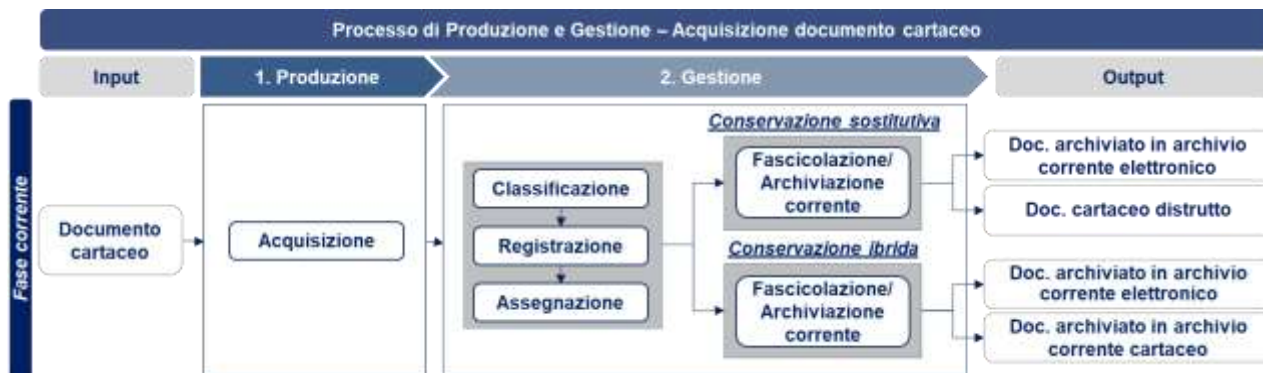 Processo di Produzione e Gestione – Acquisizione documento cartaceo
Input
1. Produzione
2. Gestione
Output
Fase corrente
Documento
cartaceo
Acquisizione
Classificazione
Registrazione
Assegnazione
Conservazione sostitutiva
Fascicolazione/
Archiviazione
corrente
Conservazione ibrida
Fascicolazione/
Archiviazione
corrente
Doc. archiviato in archivio
corrente elettronico
Doc. cartaceo distrutto
Doc. archiviato in archivio
corrente elettronico
Doc. archiviato in archivio
corrente cartaceo